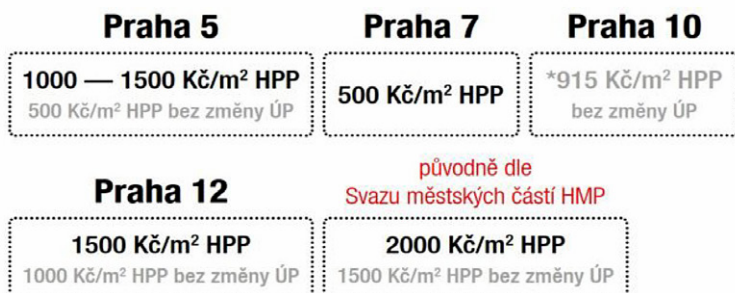 Praha 5
1000 — 1500 Kč/m² HPP
500 Kč/m² HPP bez změny ÚP
Praha 7
500 Kč/m² HPP
Praha 10
*915 Kč/m² HPP
bez změny ÚP
Praha 12
1500 Kč/m² HPP
1000 Kč/m² HPP bez změny ÚP
původně dle
Svazu městských částí HMP
2000 Kč/m² HPP
1500 Kč/m² HPP bez změny ÚP